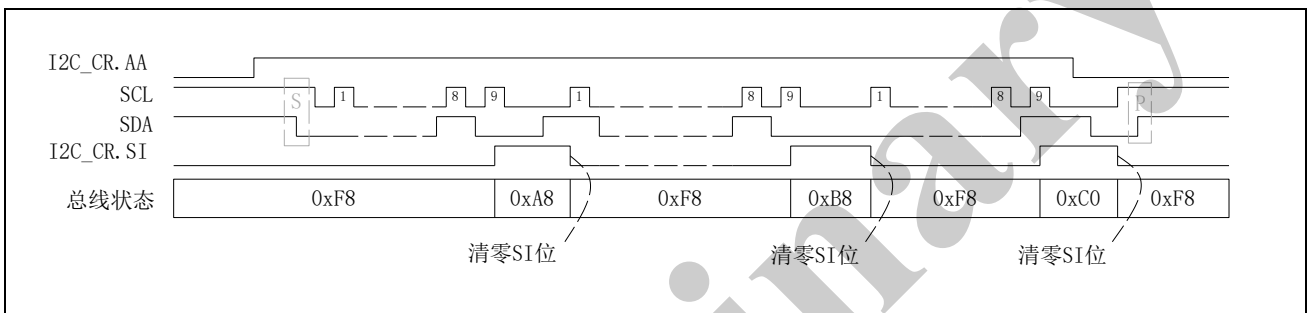 I2C_CR.AA
SCL S 1 8 9 1 8 9 1 8 9 P
SDA
I2C_CR.SI
总线状态 0xF8 0xA8 0xF8 0xB8 0xF8 0xC0 0xF8
清零SI位 清零SI位 清零SI位
inary